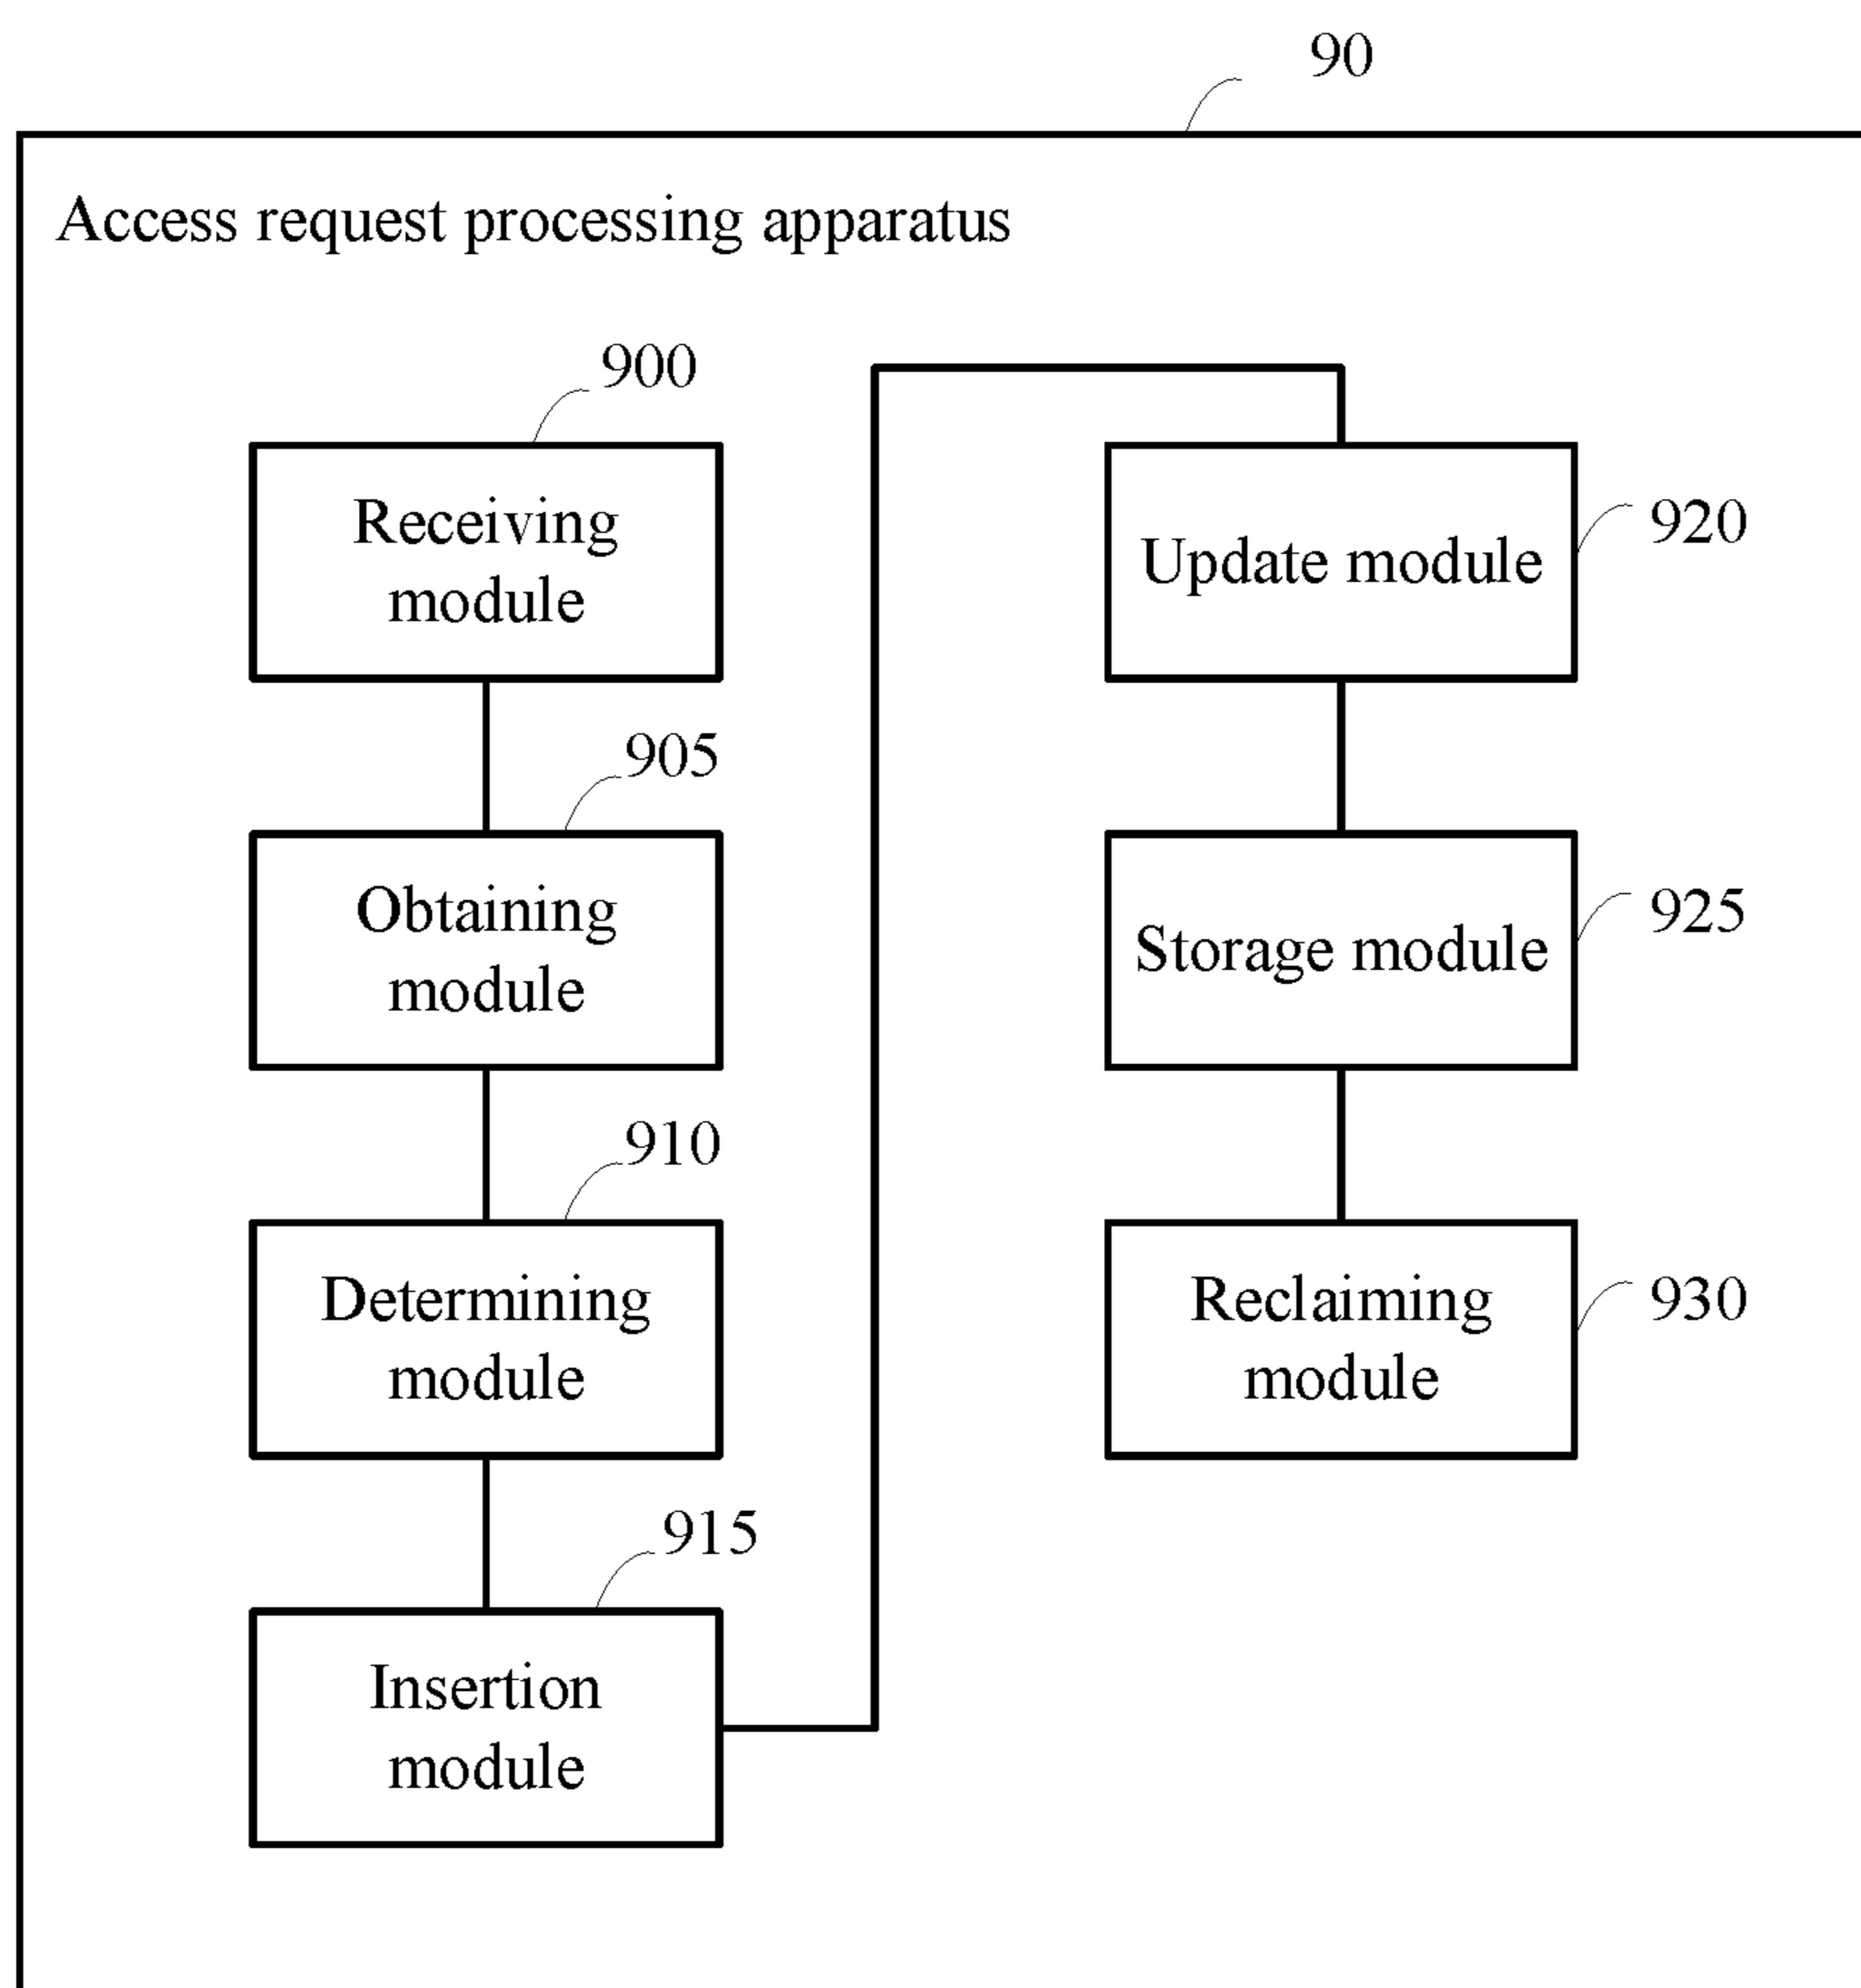 90
Access request processing apparatus
900
Receiving
module
905
Obtaining
module
910
Determining
module
915
Insertion
module
Update module
920
Storage module
925
Reclaiming
module
930